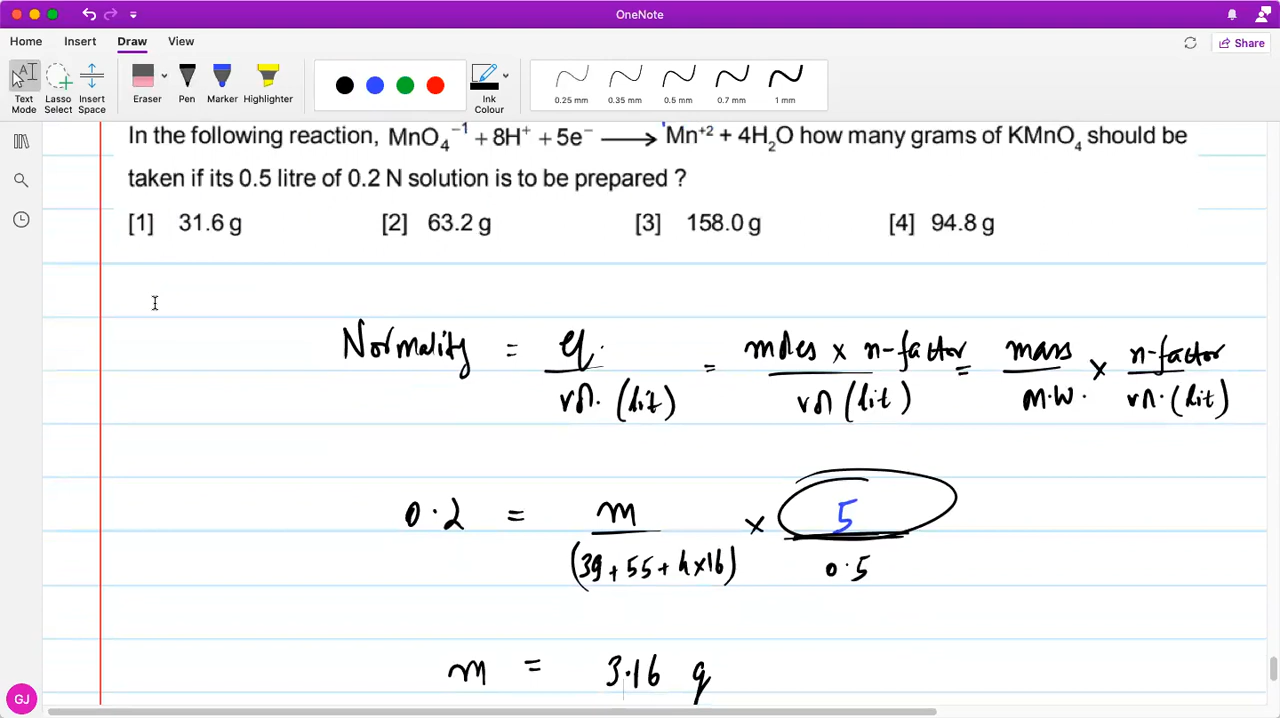 OneNote
Home Insert Draw View
Share
Text Mode Lasso Select Insert Space Eraser Pen Marker Highlighter Ink Colour 0.25 mm 0.35 mm 0.5 mm 0.7 mm 1 mm
In the following reaction, MnO₄⁻¹ + 8H⁺ + 5e⁻ ⟶ Mn⁺² + 4H₂O how many grams of KMnO₄ should be
taken if its 0.5 litre of 0.2 N solution is to be prepared ?
[1] 31.6 g [2] 63.2 g [3] 158.0 g [4] 94.8 g
Normality = eq. / vol. (lit) = moles x n-factor / vol (lit) = mass / M.W. x n-factor / vol. (lit)
0.2 = m / (39+55+4x16) x 5 / 0.5
m = 3.16 g
GJ